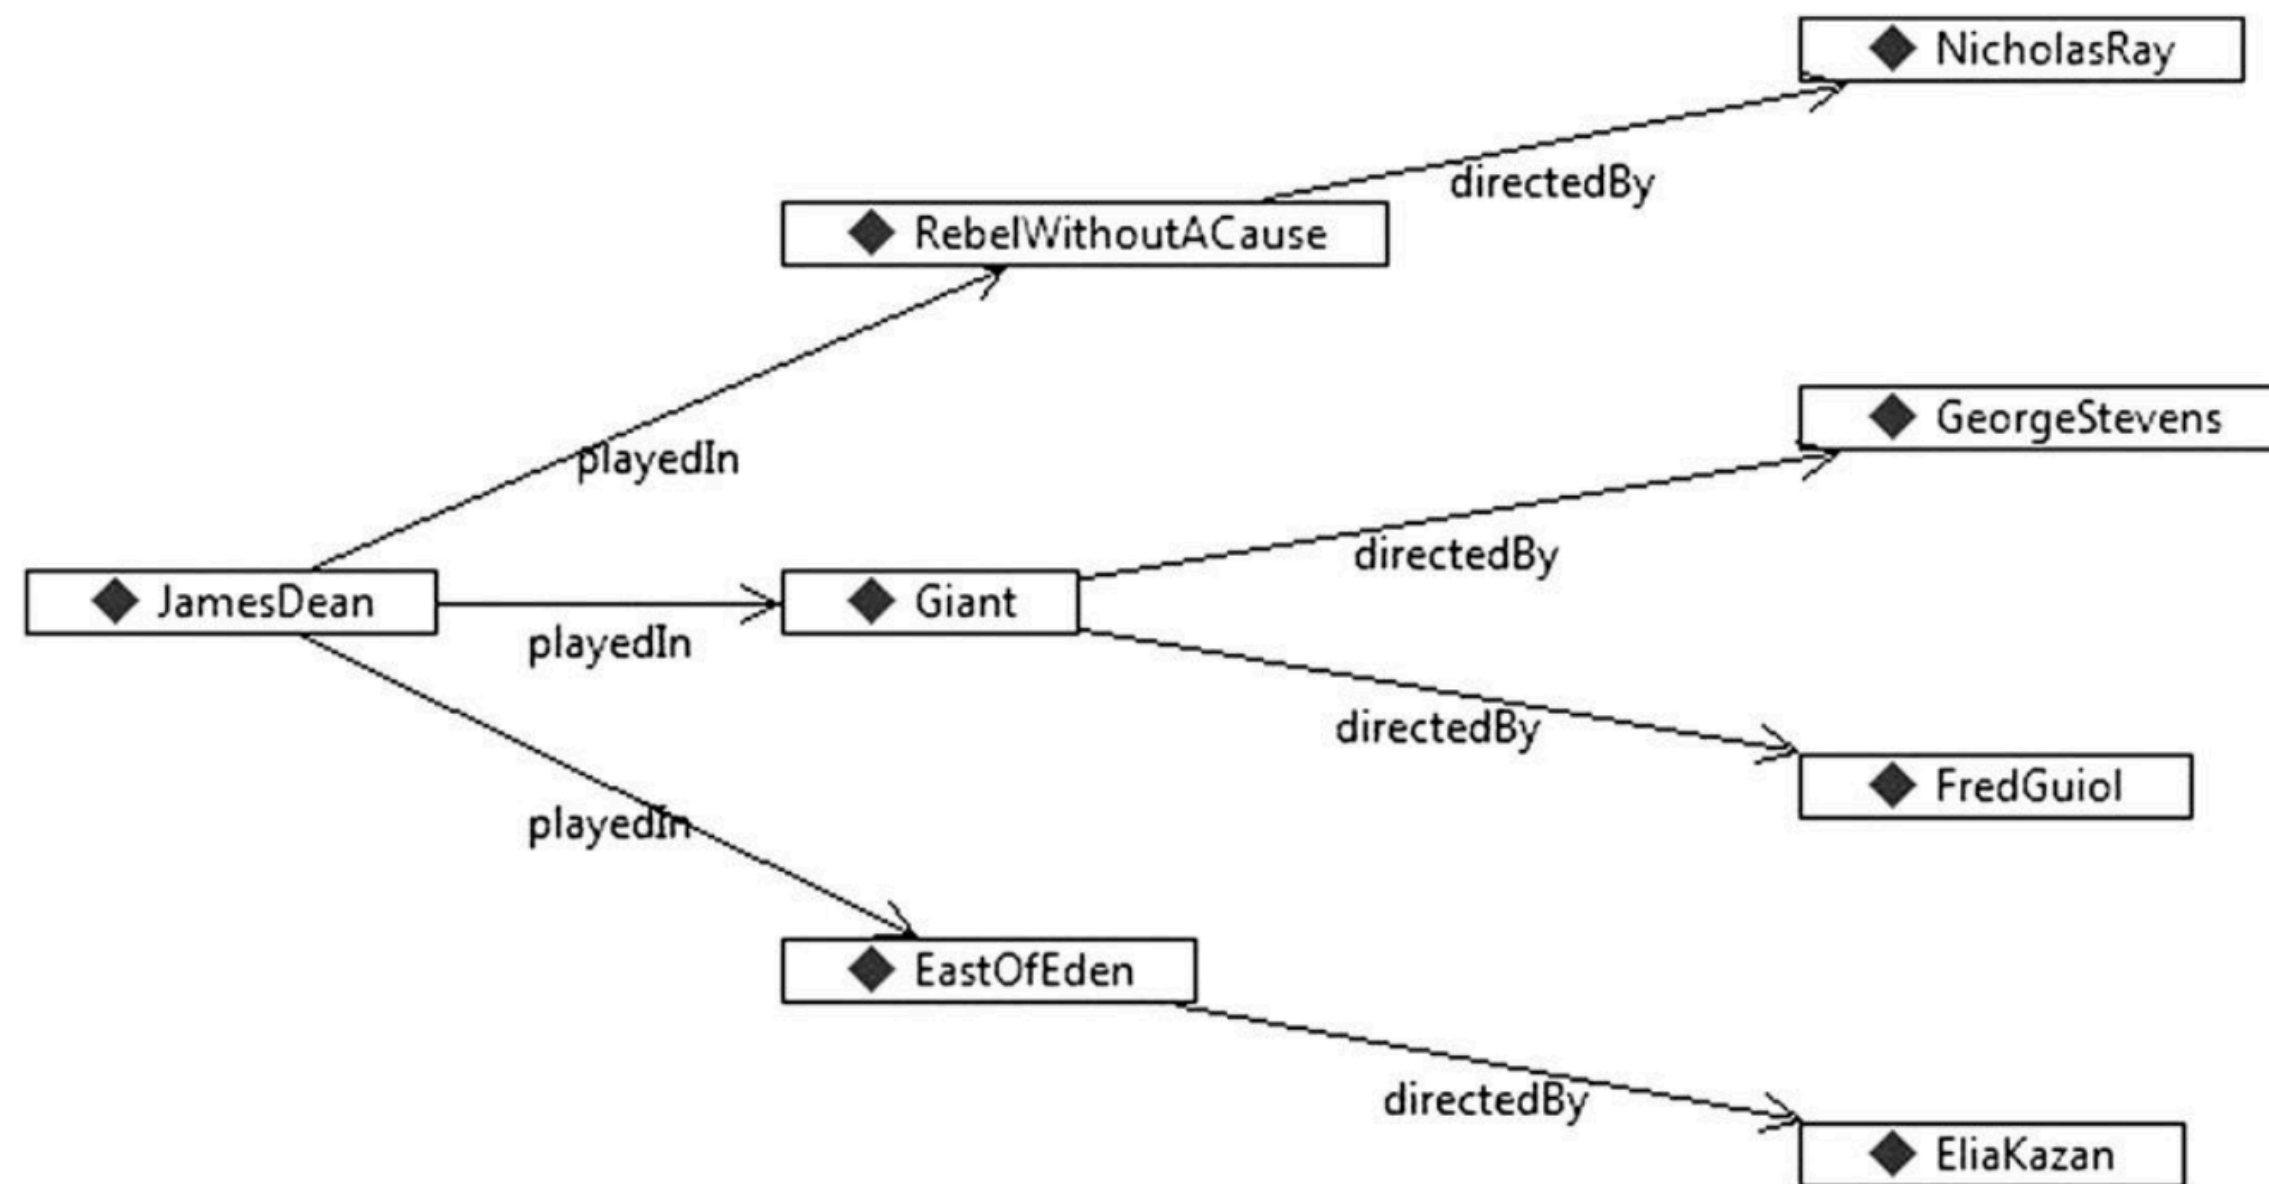 NicholasRay
directedBy
RebelWithoutACause
GeorgeStevens
playedIn
directedBy
JamesDean
Giant
playedIn
directedBy
FredGuiol
playedIn
EastOfEden
directedBy
EliaKazan